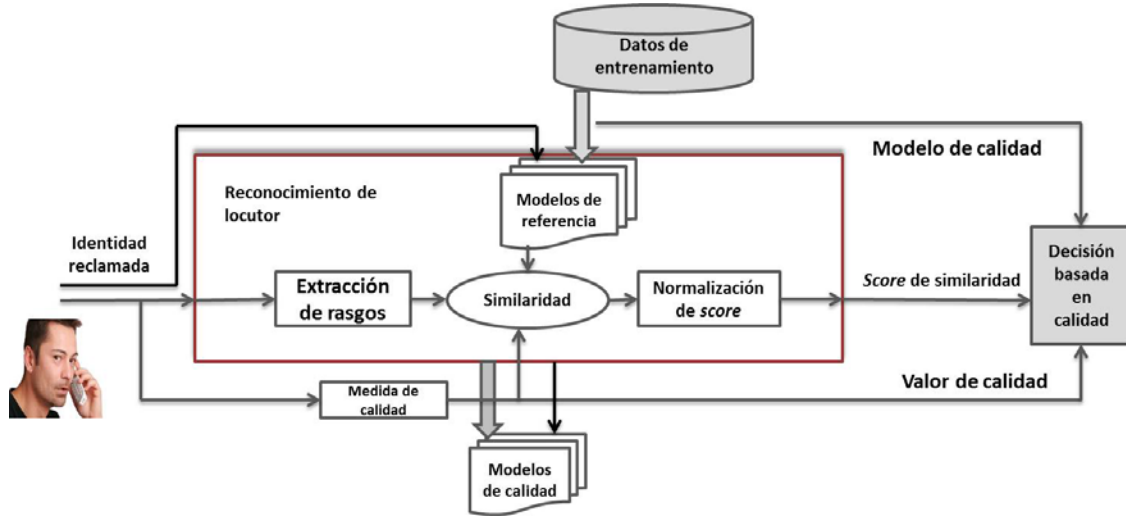 Datos de
entrenamiento
Modelo de calidad
Reconocimiento de
locutor
Modelos de
referencia
Identidad
reclamada
Extracción
de rasgos
Similaridad
Normalización
de score
Score de similaridad
Decisión
basada
en
calidad
Medida de
calidad
Valor de calidad
Modelos
de calidad